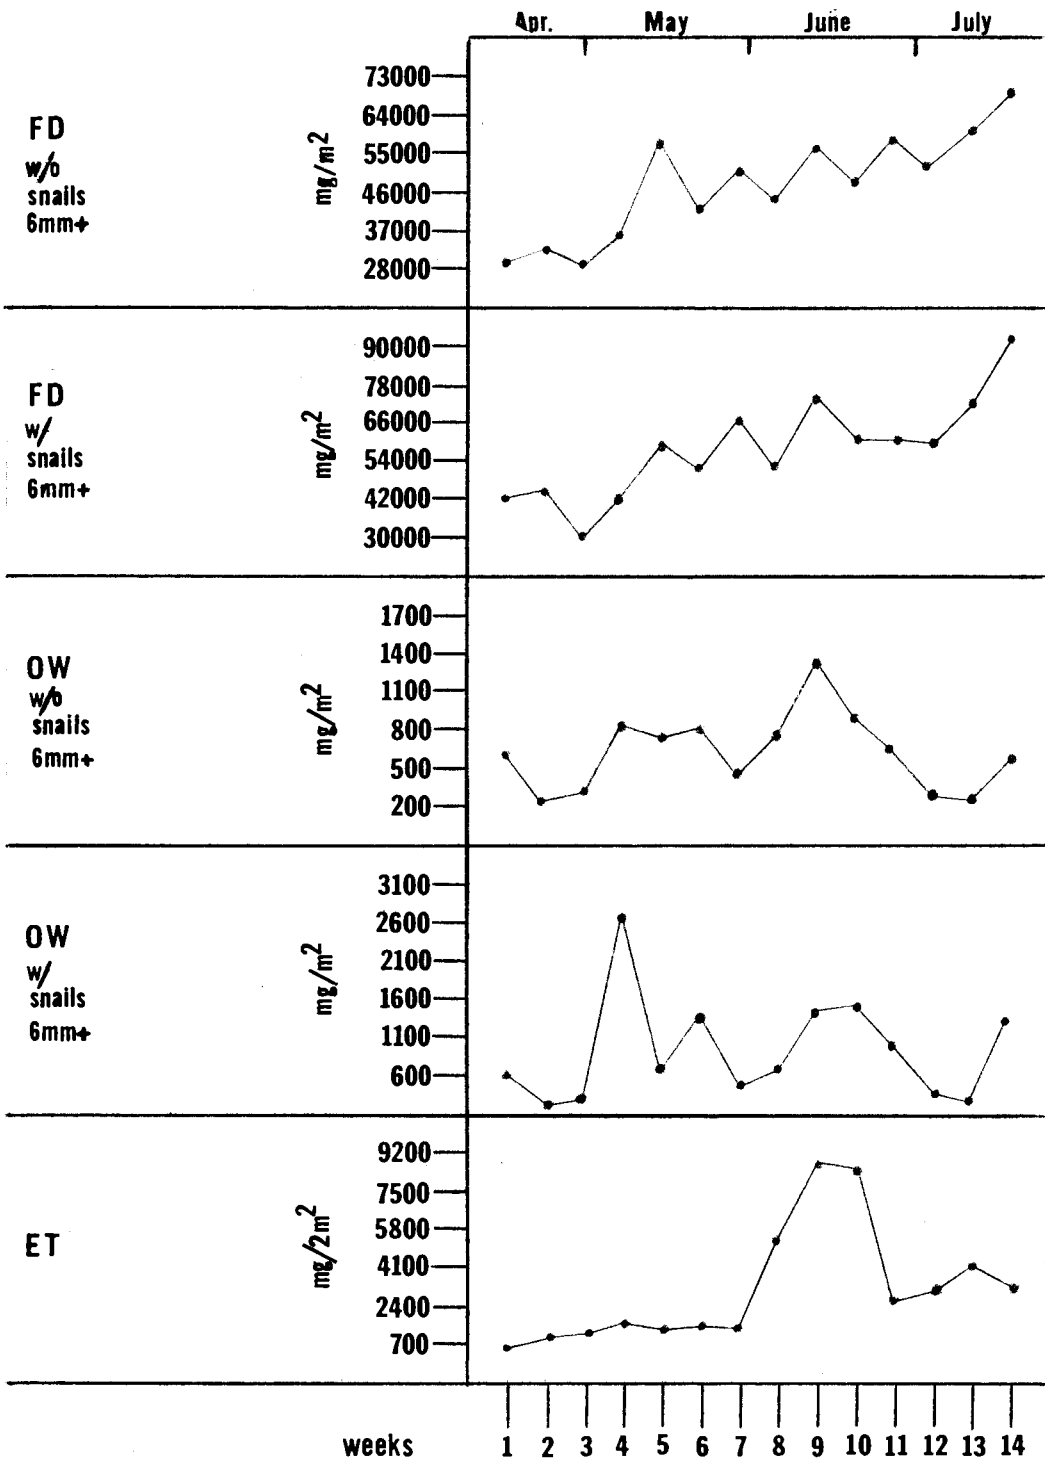 Apr. May June July
FD
w/o
snails
6mm+
mg/m2
73000
64000
55000
46000
37000
28000
FD
w/
snails
6mm+
mg/m2
90000
78000
66000
54000
42000
30000
OW
w/o
snails
6mm+
mg/m2
1700
1400
1100
800
500
200
OW
w/
snails
6mm+
mg/m2
3100
2600
2100
1600
1100
600
ET
mg/2m2
9200
7500
5800
4100
2400
700
weeks 1 2 3 4 5 6 7 8 9 10 11 12 13 14